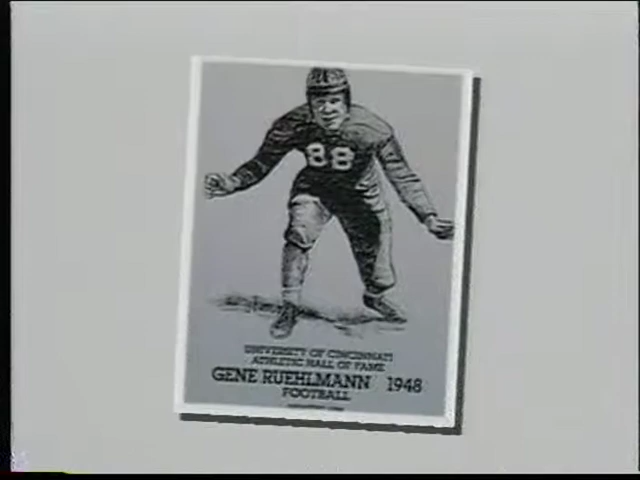 88
UNIVERSITY OF CINCINNATI
ATHLETIC HALL OF FAME
GENE RUEHLMANN 1948
FOOTBALL